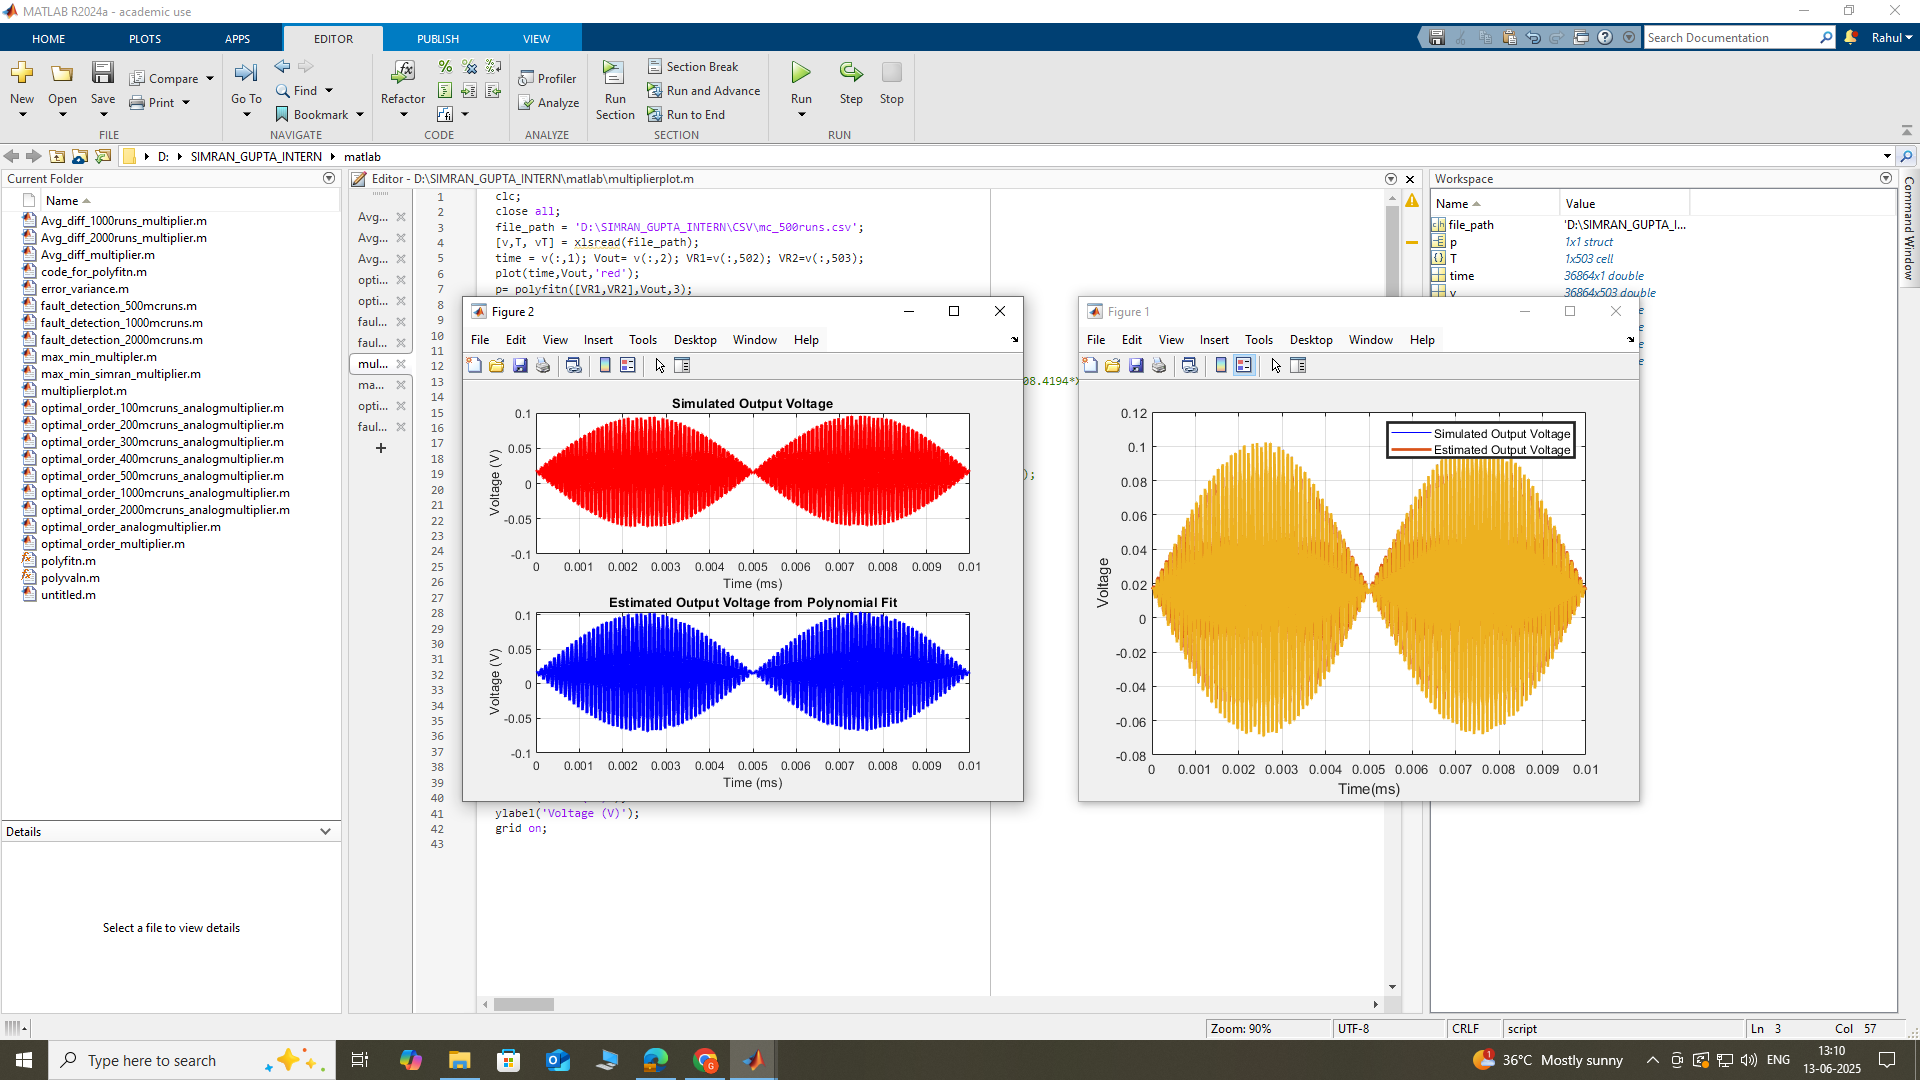 MATLAB R2024a - academic use
HOME PLOTS APPS EDITOR PUBLISH VIEW
Search Documentation
Rahul
New
Open
Save
Compare
Print
FILE
Go To
Find
Bookmark
NAVIGATE
Refactor
CODE
Profiler
Analyze
ANALYZE
Run Section
Section Break
Run and Advance
Run to End
SECTION
Run
Step
Stop
RUN
D: SIMRAN_GUPTA_INTERN matlab
Current Folder
Name
Avg_diff_1000runs_multiplier.m
Avg_diff_2000runs_multiplier.m
Avg_diff_multiplier.m
code_for_polyfitn.m
error_variance.m
fault_detection_500mcruns.m
fault_detection_1000mcruns.m
fault_detection_2000mcruns.m
max_min_multipler.m
max_min_simran_multiplier.m
multiplierplot.m
optimal_order_100mcruns_analogmultiplier.m
optimal_order_200mcruns_analogmultiplier.m
optimal_order_300mcruns_analogmultiplier.m
optimal_order_400mcruns_analogmultiplier.m
optimal_order_500mcruns_analogmultiplier.m
optimal_order_1000mcruns_analogmultiplier.m
optimal_order_2000mcruns_analogmultiplier.m
optimal_order_analogmultiplier.m
optimal_order_multiplier.m
polyfitn.m
polyvaln.m
untitled.m
Details
Select a file to view details
Editor - D:\SIMRAN_GUPTA_INTERN\matlab\multiplierplot.m
Avg...
Avg...
Avg...
opti...
opti...
faul...
faul...
mul...
ma...
opti...
faul...
1 clc;
2 close all;
3 file_path = 'D:\SIMRAN_GUPTA_INTERN\CSV\mc_500runs.csv';
4 [v,T, vT] = xlsread(file_path);
5 time = v(:,1); Vout= v(:,2); VR1=v(:,502); VR2=v(:,503);
6 plot(time,Vout,'red');
7 p= polyfitn([VR1,VR2],Vout,3);
8
9
10
11
12
13 08.4194*
14
15
16
17
18
19 );
20
21
22
23
24
25
26
27
28
29
30
31
32
33
34
35
36
37
38
39
40
41 ylabel('Voltage (V)');
42 grid on;
43
Figure 2
File Edit View Insert Tools Desktop Window Help
Simulated Output Voltage
0.1
0.05
0
-0.05
-0.1
Voltage (V)
0 0.001 0.002 0.003 0.004 0.005 0.006 0.007 0.008 0.009 0.01
Time (ms)
Estimated Output Voltage from Polynomial Fit
0.1
0.05
0
-0.05
-0.1
Voltage (V)
0 0.001 0.002 0.003 0.004 0.005 0.006 0.007 0.008 0.009 0.01
Time (ms)
Figure 1
File Edit View Insert Tools Desktop Window Help
Simulated Output Voltage
Estimated Output Voltage
0.12
0.1
0.08
0.06
0.04
0.02
0
-0.02
-0.04
-0.06
-0.08
Voltage
0 0.001 0.002 0.003 0.004 0.005 0.006 0.007 0.008 0.009 0.01
Time(ms)
Workspace
Name Value
file_path 'D:\SIMRAN_GUPTA_I...
p 1x1 struct
T 1x503 cell
time 36864x1 double
v 36864x503 double
Command Window
Zoom: 90% UTF-8 CRLF script Ln 3 Col 57
Type here to search
36°C Mostly sunny
ENG
13:10
13-06-2025